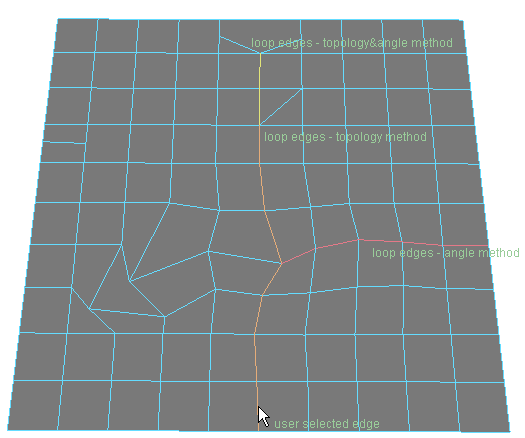 loop edges - topology&angle method
loop edges - topology method
loop edges - angle method
user selected edge